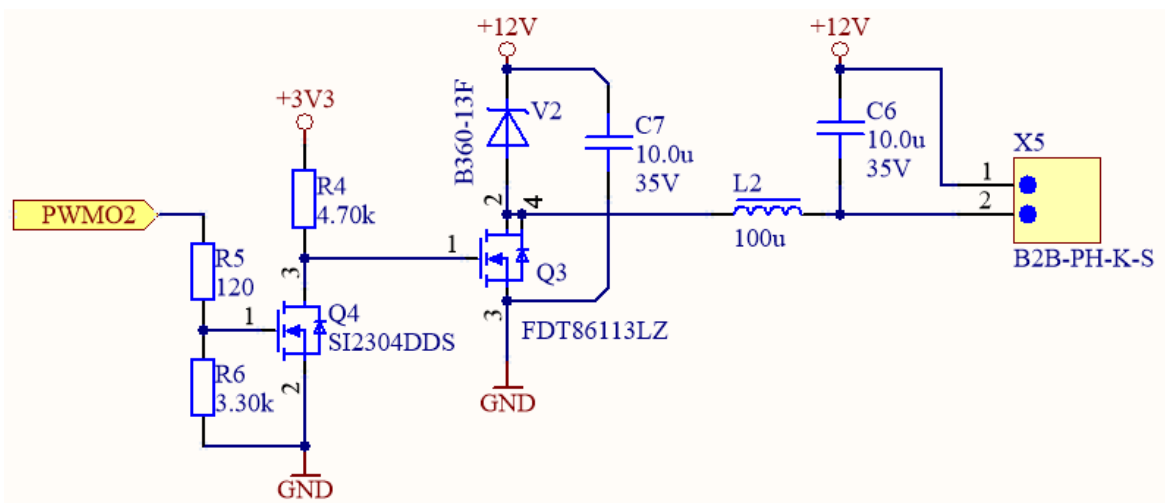 +12V
+12V
+3V3
B360-13F
V2
C7
10.0u
35V
C6
10.0u
35V
X5
1
2
B2B-PH-K-S
R4
4.70k
PWMO2
2
4
L2
100u
R5
120
3
1
Q3
3
FDT86113LZ
1
Q4
SI2304DDS
2
R6
3.30k
GND
GND